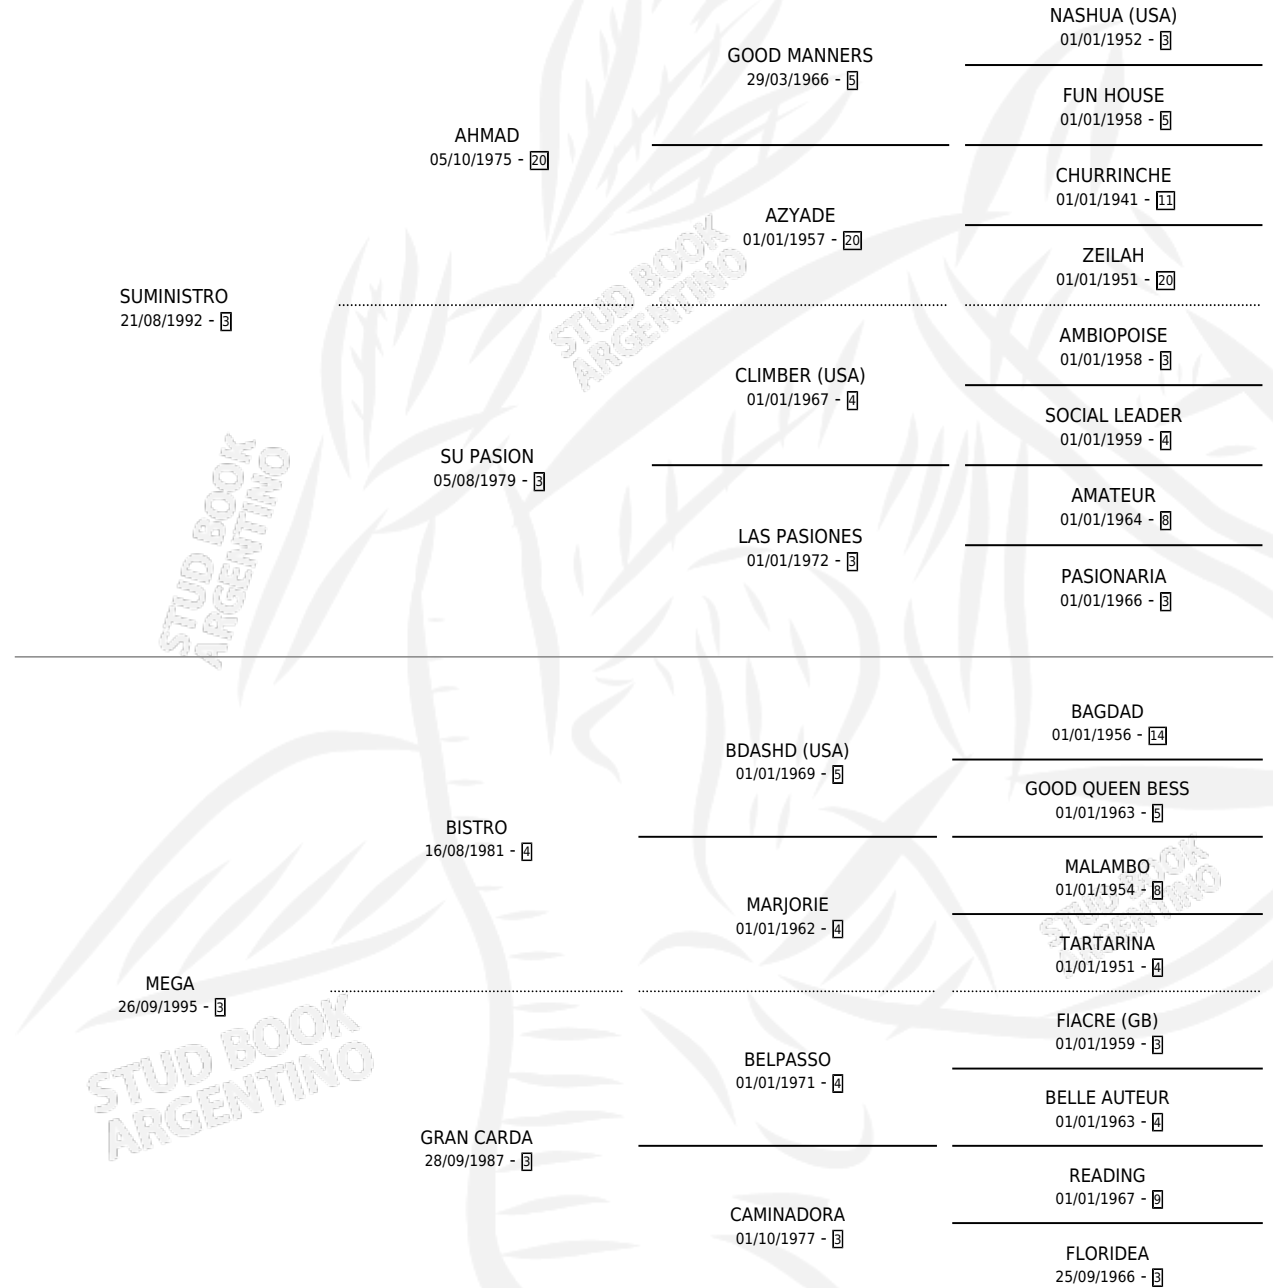 NASHUA (USA)
01/01/1952 - 3
GOOD MANNERS
29/03/1966 - 5
FUN HOUSE
01/01/1958 - 5
AHMAD
05/10/1975 - 20
CHURRINCHE
01/01/1941 - 11
AZYADE
01/01/1957 - 20
ZEILAH
01/01/1951 - 20
SUMINISTRO
21/08/1992 - 3
STUD BOOK
ARGENTINO
AMBIOPOISE
01/01/1958 - 3
CLIMBER (USA)
01/01/1967 - 4
SOCIAL LEADER
01/01/1959 - 4
SU PASION
05/08/1979 - 3
AMATEUR
01/01/1964 - 8
LAS PASIONES
01/01/1972 - 3
PASIONARIA
01/01/1966 - 3
STUD BOOK
ARGENTINO
BAGDAD
01/01/1956 - 14
BDASHD (USA)
01/01/1969 - 5
GOOD QUEEN BESS
01/01/1963 - 5
BISTRO
16/08/1981 - 4
MALAMBO
01/01/1954 - 8
MARJORIE
01/01/1962 - 4
TARTARINA
01/01/1951 - 4
STUD BOOK
ARGENTINO
MEGA
26/09/1995 - 3
FIACRE (GB)
01/01/1959 - 3
BELPASSO
01/01/1971 - 4
BELLE AUTEUR
01/01/1963 - 4
STUD BOOK
ARGENTINO
GRAN CARDA
28/09/1987 - 3
READING
01/01/1967 - 9
CAMINADORA
01/10/1977 - 3
FLORIDEA
25/09/1966 - 3